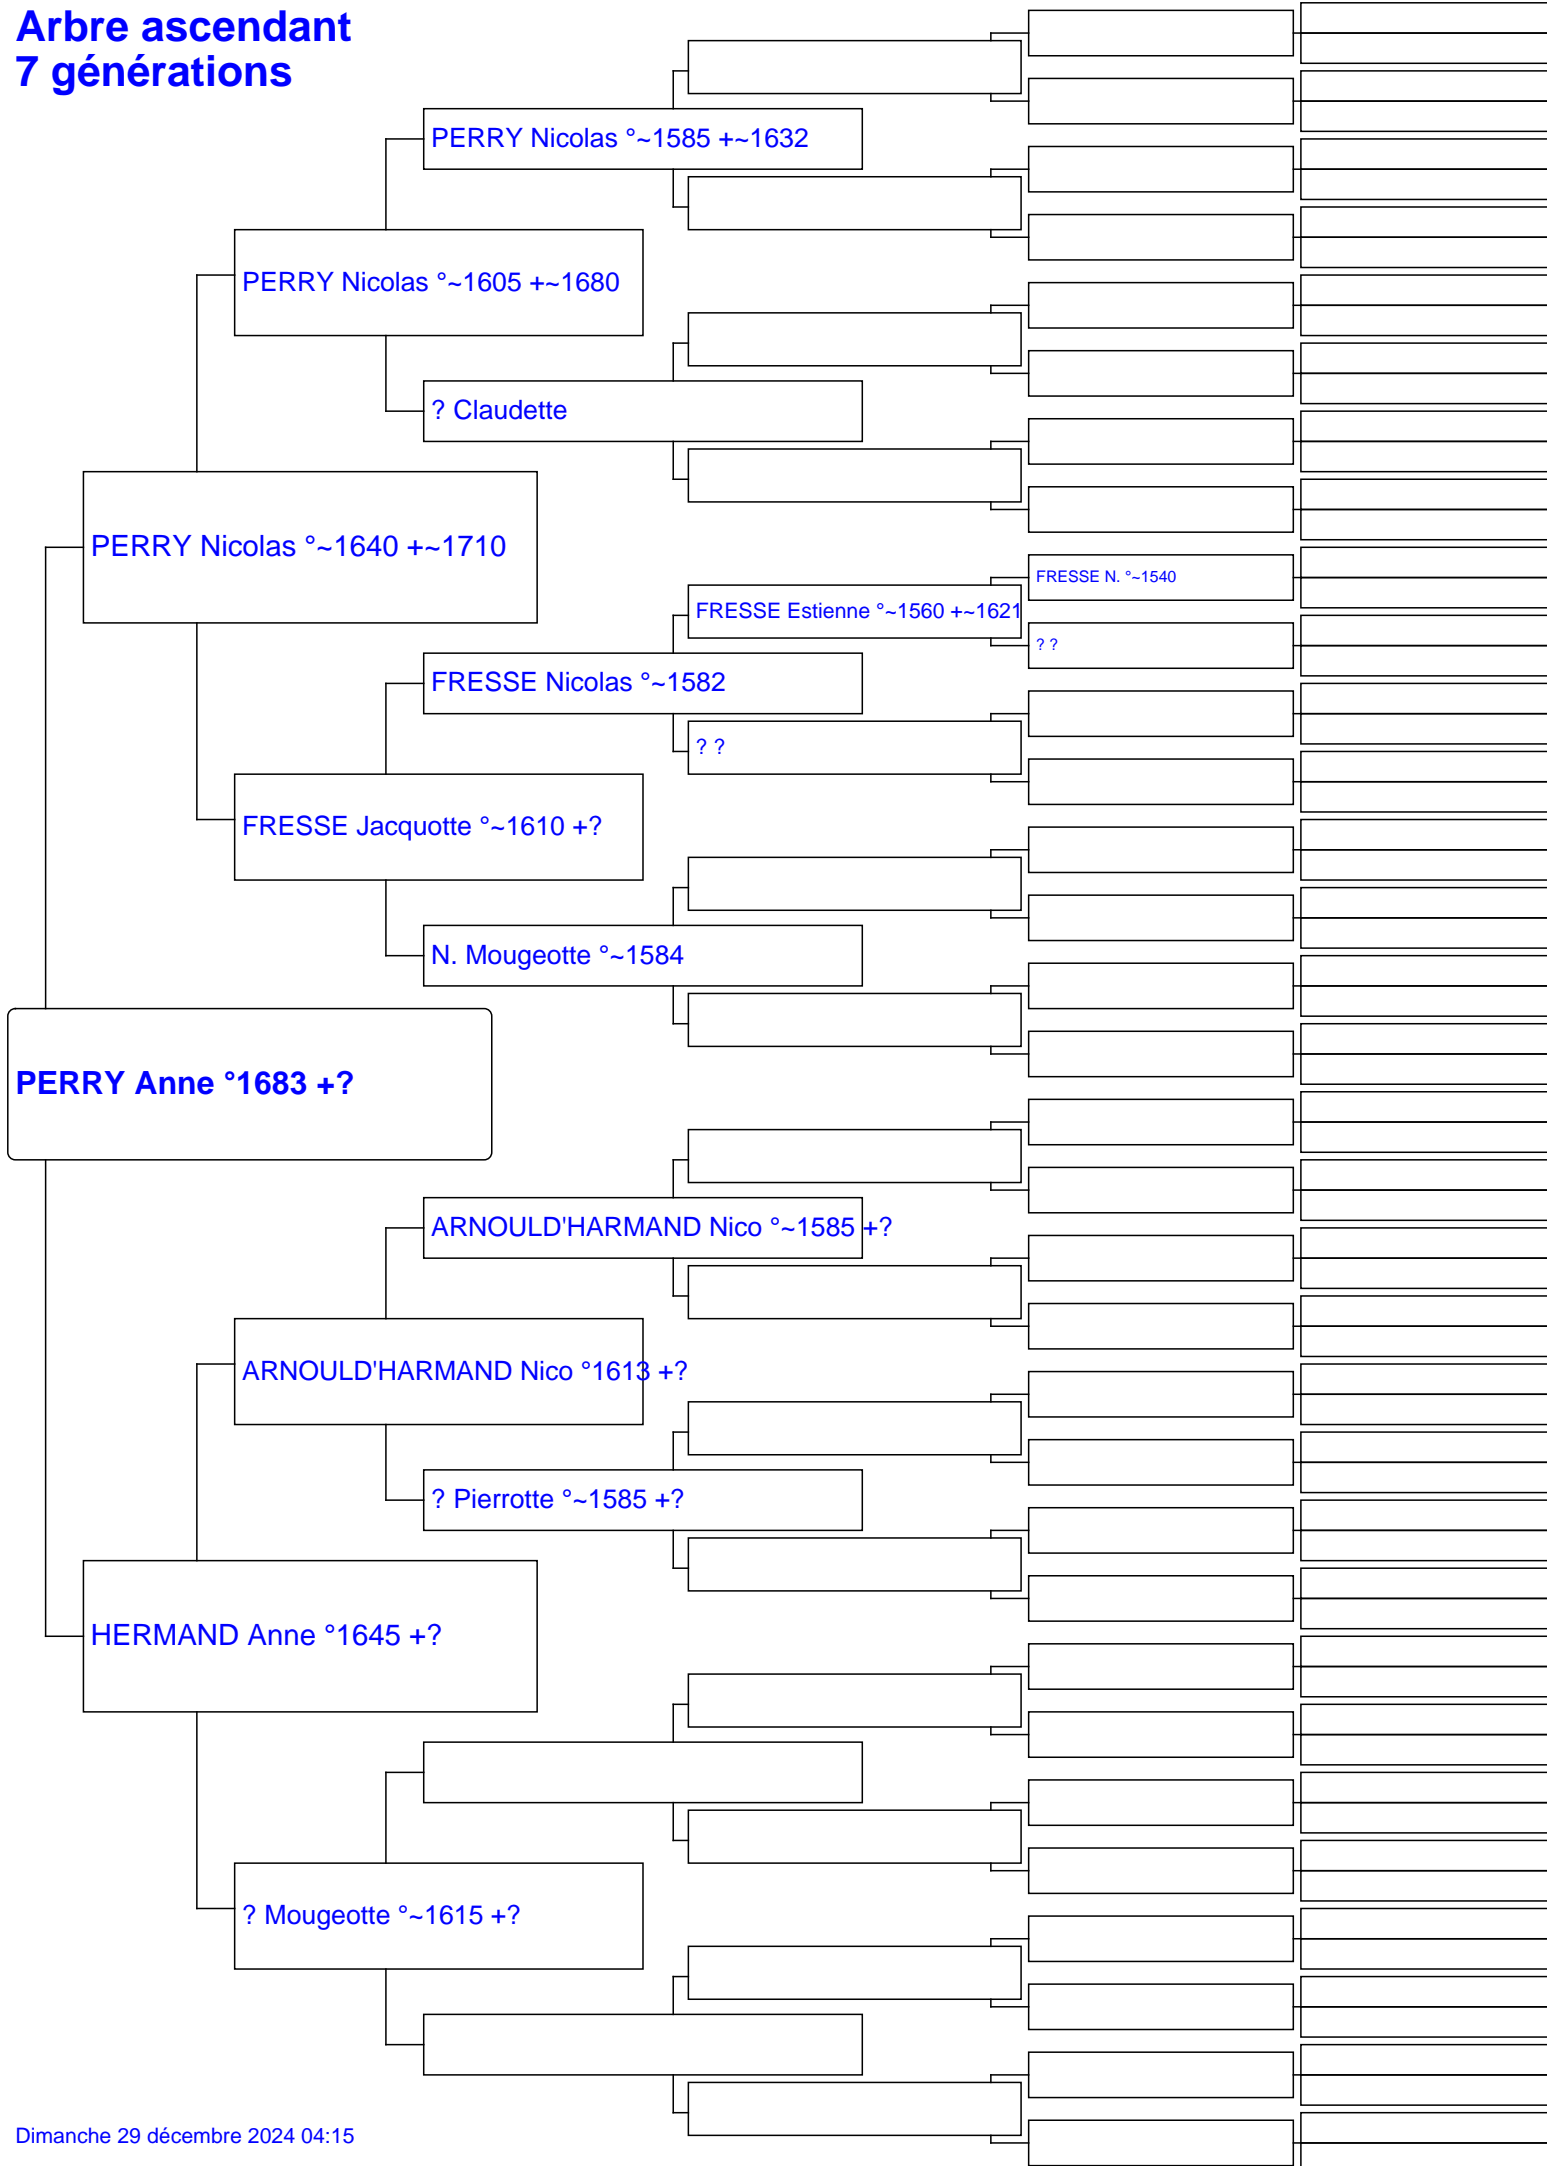 Arbre ascendant
7 générations
PERRY Nicolas °~1585 +~1632
PERRY Nicolas °~1605 +~1680
? Claudette
PERRY Nicolas °~1640 +~1710
FRESSE N. °~1540
FRESSE Estienne °~1560 +~1621
? ?
FRESSE Nicolas °~1582
? ?
FRESSE Jacquotte °~1610 +?
N. Mougeotte °~1584
PERRY Anne °1683 +?
ARNOULD'HARMAND Nico °~1585 +?
ARNOULD'HARMAND Nico °1613 +?
? Pierrotte °~1585 +?
HERMAND Anne °1645 +?
? Mougeotte °~1615 +?
Dimanche 29 décembre 2024 04:15